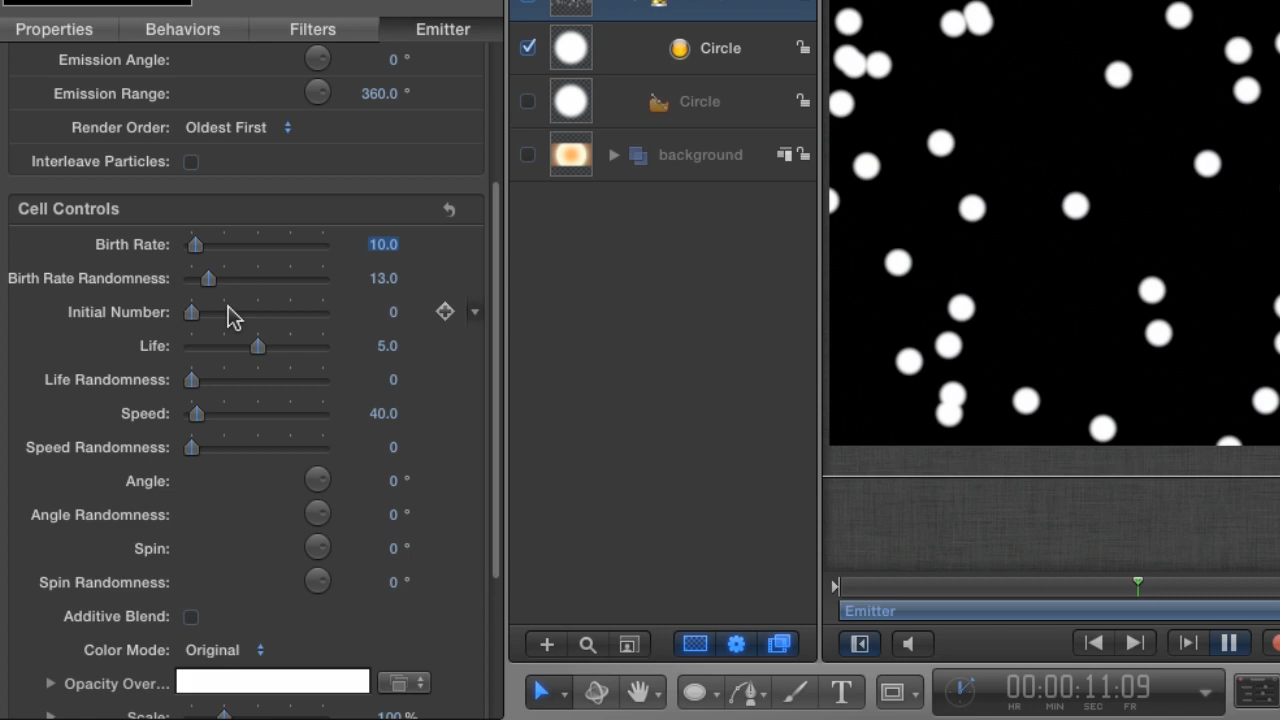 Properties Behaviors Filters Emitter
Emission Angle: 0 °
Emission Range: 360.0 °
Render Order: Oldest First
Interleave Particles:
Cell Controls
Birth Rate: 10.0
Birth Rate Randomness: 13.0
Initial Number: 0
Life: 5.0
Life Randomness: 0
Speed: 40.0
Speed Randomness: 0
Angle: 0 °
Angle Randomness: 0 °
Spin: 0 °
Spin Randomness: 0 °
Additive Blend:
Color Mode: Original
Opacity Over...
Scale: 100 %
Circle
Circle
background
Emitter
T
00:00:11:09
HR MIN SEC FR